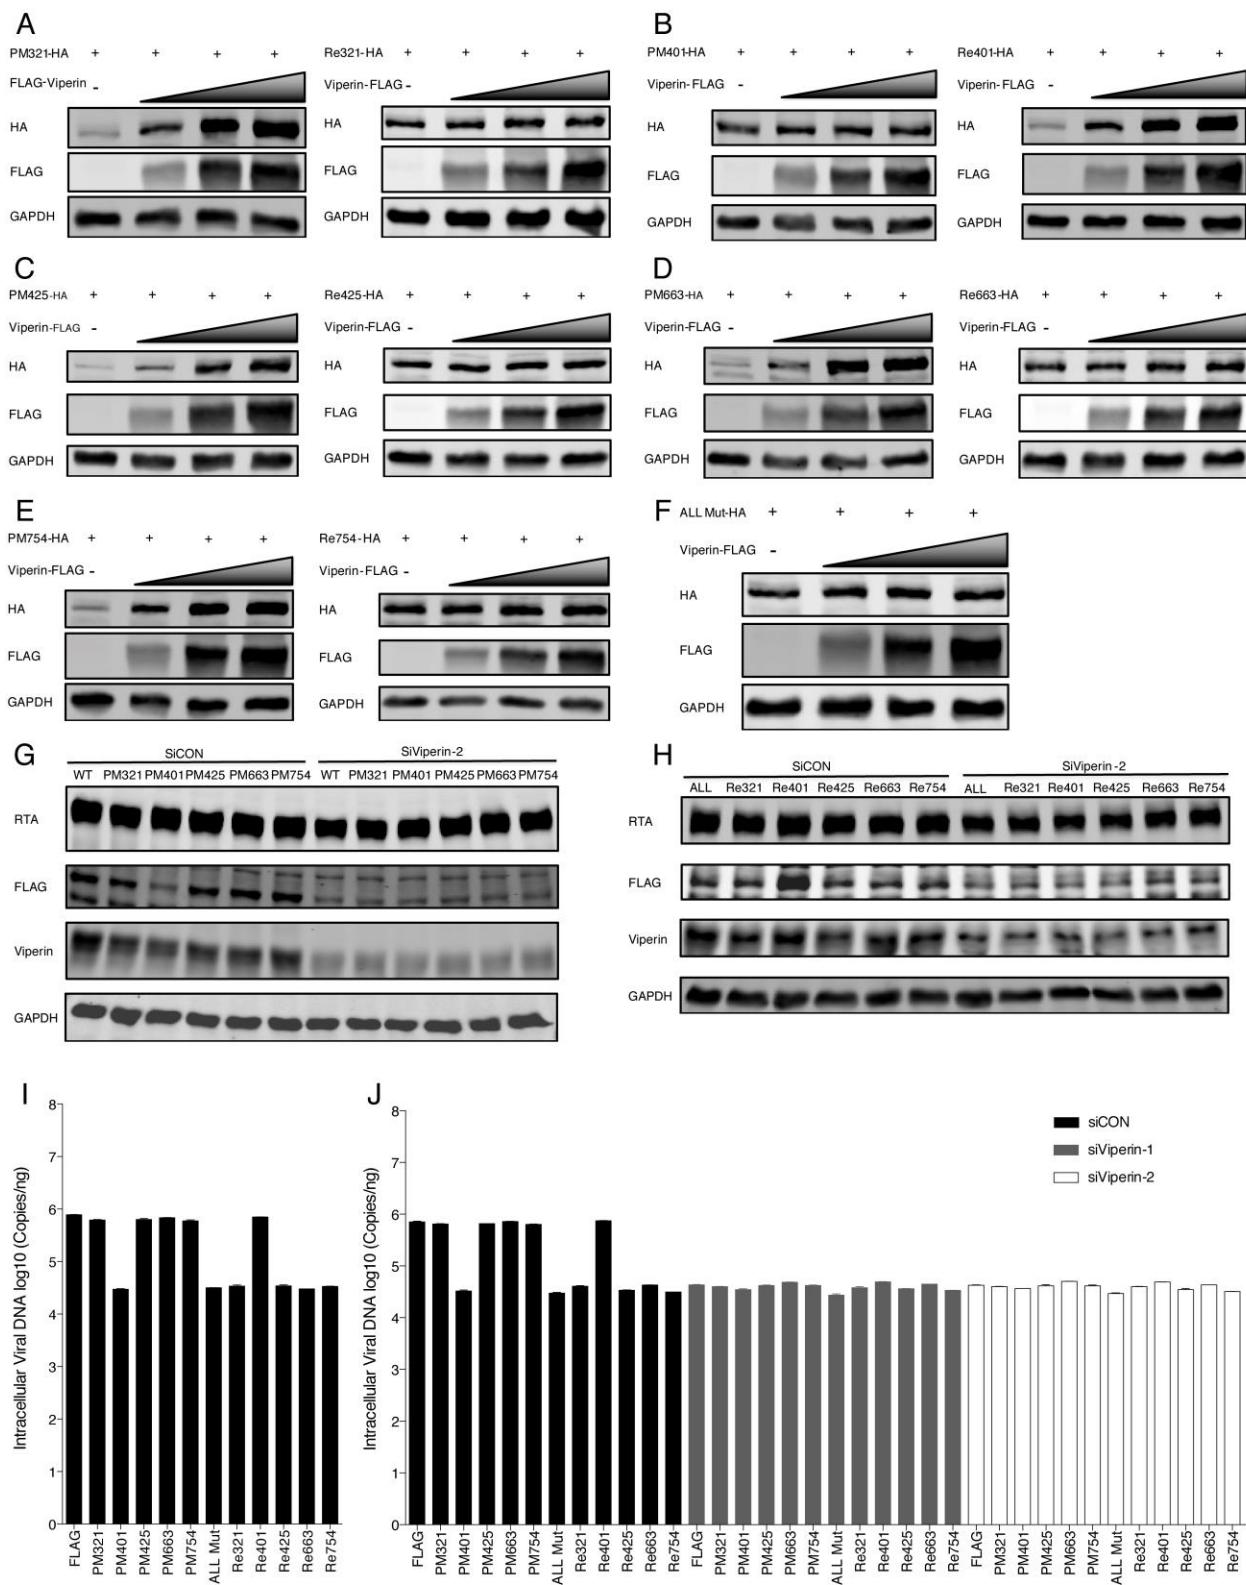 A
PM321-HA + + + +
FLAG-Viperin -
HA
FLAG
GAPDH
Re321-HA + + + +
Viperin-FLAG -
HA
FLAG
GAPDH
B
PM401-HA + + + +
Viperin-FLAG -
HA
FLAG
GAPDH
Re401-HA + + + +
Viperin-FLAG -
HA
FLAG
GAPDH
C
PM425-HA + + + +
Viperin-FLAG -
HA
FLAG
GAPDH
Re425-HA + + + +
Viperin-FLAG -
HA
FLAG
GAPDH
D
PM663-HA + + + +
Viperin-FLAG -
HA
FLAG
GAPDH
Re663-HA + + + +
Viperin-FLAG -
HA
FLAG
GAPDH
E
PM754-HA + + + +
Viperin-FLAG -
HA
FLAG
GAPDH
Re754-HA + + + +
Viperin-FLAG -
HA
FLAG
GAPDH
F
ALL Mut-HA + + + +
Viperin-FLAG -
HA
FLAG
GAPDH
G
SiCON SiViperin-2
WT PM321 PM401 PM425 PM663 PM754 WT PM321 PM401 PM425 PM663 PM754
RTA
FLAG
Viperin
GAPDH
H
SiCON SiViperin-2
ALL Re321 Re401 Re425 Re663 Re754 ALL Re321 Re401 Re425 Re663 Re754
RTA
FLAG
Viperin
GAPDH
I
Intracellular Viral DNA log10 (Copies/ng)
8
7
6
5
4
3
2
1
0
FLAG PM321 PM401 PM425 PM663 PM754 ALL Mut Re321 Re401 Re425 Re663 Re754
J
Intracellular Viral DNA log10 (Copies/ng)
8
7
6
5
4
3
2
1
0
siCON
siViperin-1
siViperin-2
FLAG PM321 PM401 PM425 PM663 PM754 ALL Mut Re321 Re401 Re425 Re663 Re754 FLAG PM321 PM401 PM425 PM663 PM754 ALL Mut Re321 Re401 Re425 Re663 Re754 FLAG PM321 PM401 PM425 PM663 PM754 ALL Mut Re321 Re401 Re425 Re663 Re754